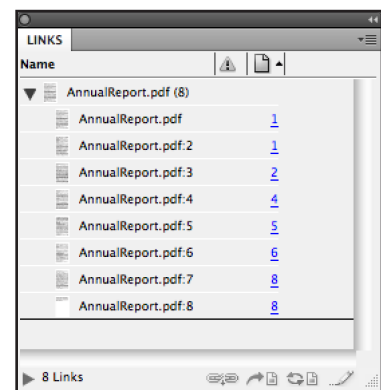 LINKS
Name
AnnualReport.pdf (8)
AnnualReport.pdf 1
AnnualReport.pdf:2 1
AnnualReport.pdf:3 2
AnnualReport.pdf:4 4
AnnualReport.pdf:5 5
AnnualReport.pdf:6 6
AnnualReport.pdf:7 8
AnnualReport.pdf:8 8
8 Links